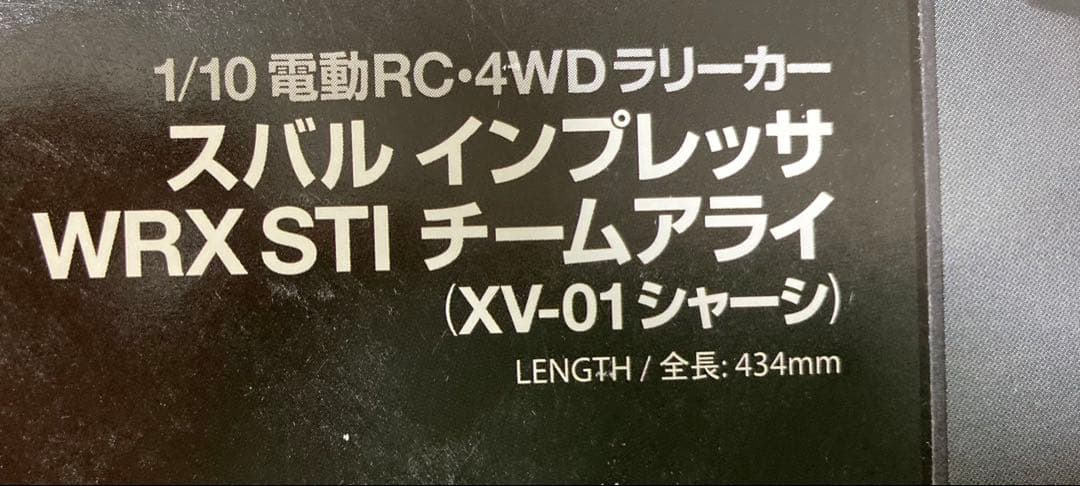 1/10 電動RC・4WDラリーカー
スバル インプレッサ
WRX STI チームアライ
(XV-01シャーシ)
LENGTH / 全長: 434mm